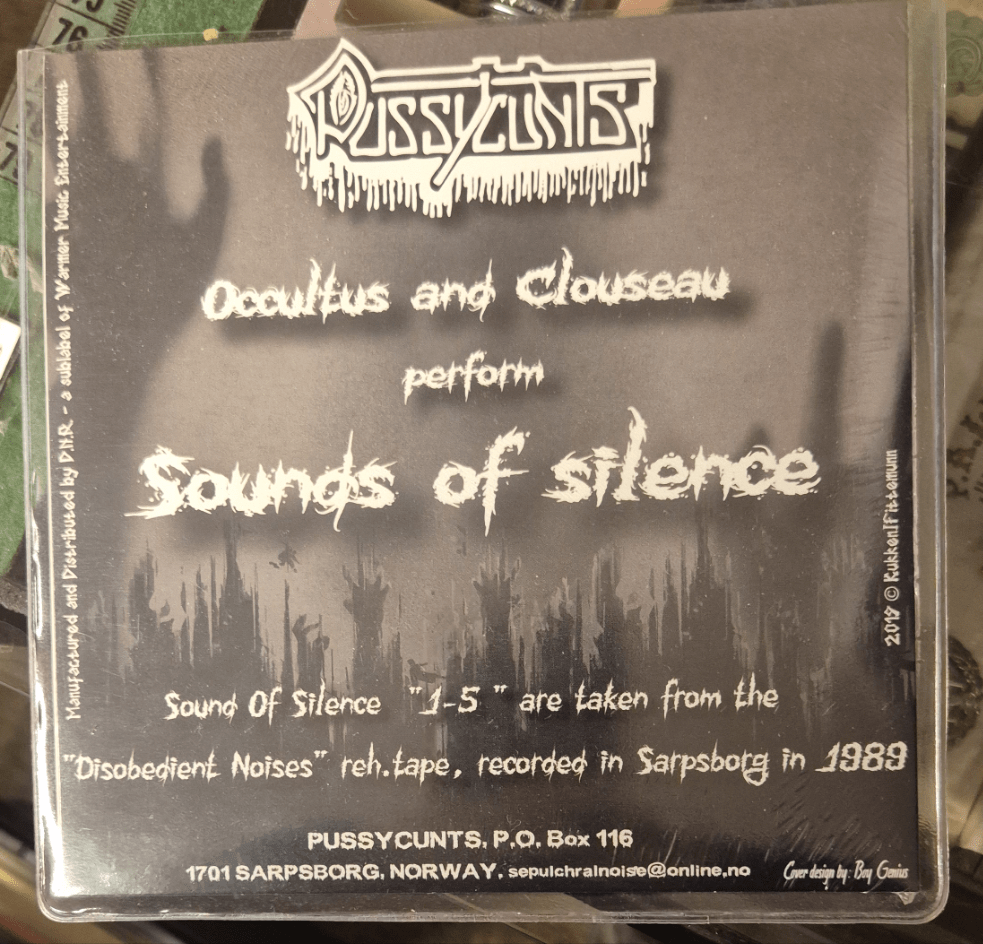 76
PUSSYCUNTS
Occultus and Clouseau
perform
Sounds of silence
Sound Of Silence "1-5 " are taken from the
"Disobedient Noises" reh.tape, recorded in Sarpsborg in 1989
PUSSYCUNTS, P.O. Box 116
1701 SARPSBORG, NORWAY, sepulchralnoise@online.no
Cover design by: Boy Genius
Manufactured and Distributed by D.N.R - a sublabel of Warmer Music Entertainment
© KukkenIFittemunn